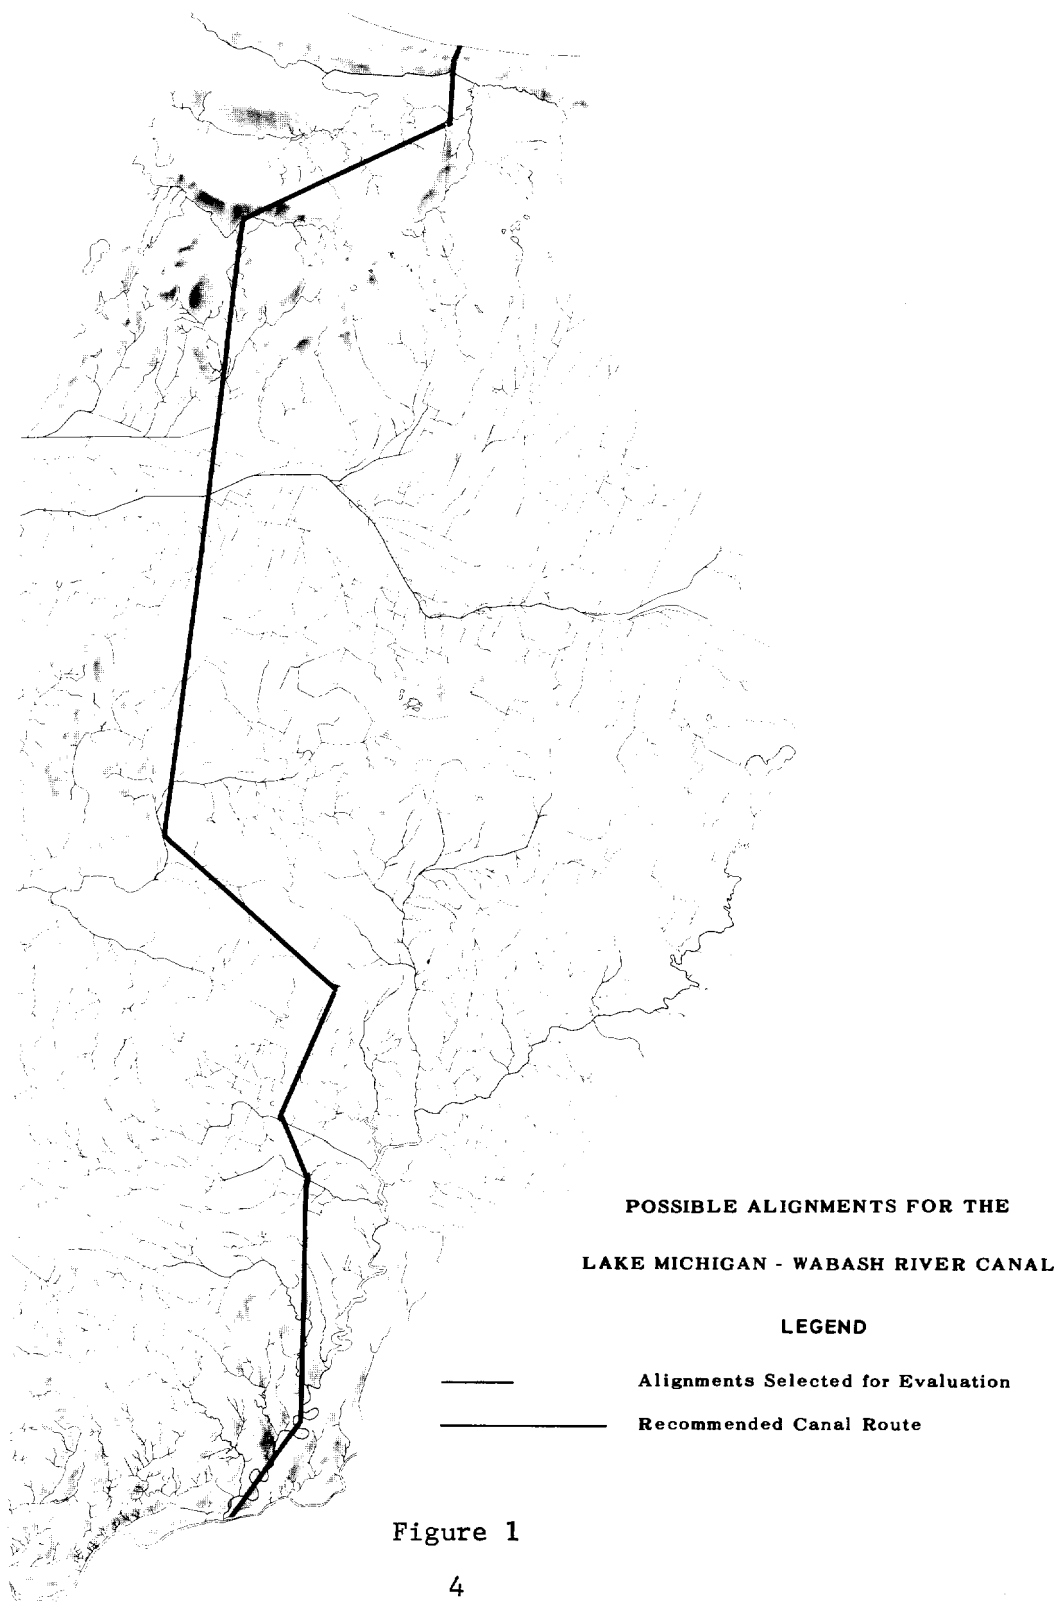 POSSIBLE ALIGNMENTS FOR THE
LAKE MICHIGAN - WABASH RIVER CANAL
LEGEND
Alignments Selected for Evaluation
Recommended Canal Route
Figure 1
4